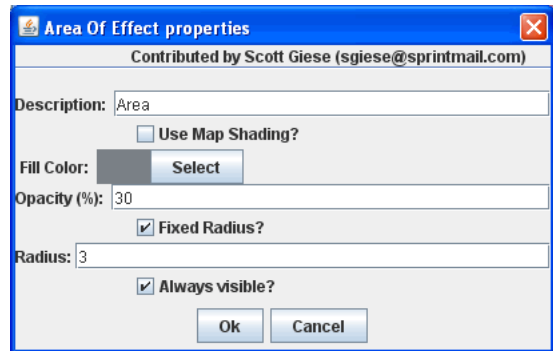 Area Of Effect properties
Contributed by Scott Giese (sgiese@sprintmail.com)
Description: Area
Use Map Shading?
Fill Color: Select
Opacity (%): 30
Fixed Radius?
Radius: 3
Always visible?
Ok Cancel